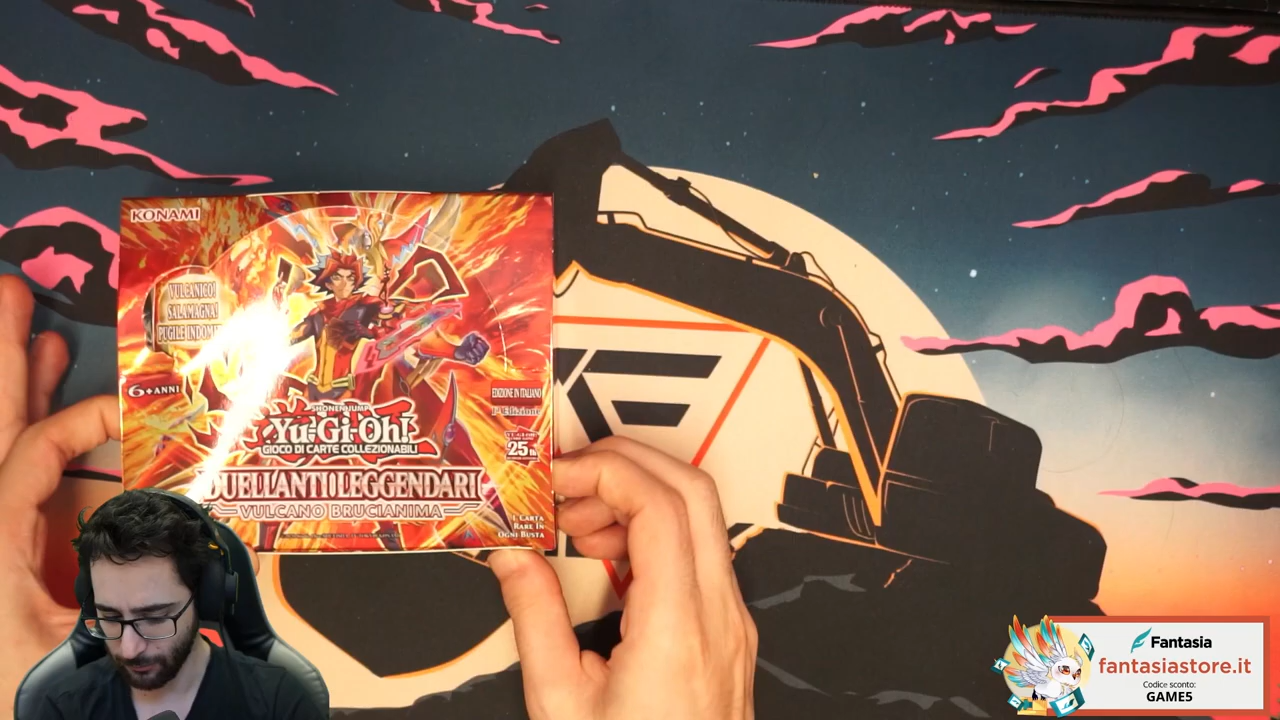 KONAMI
VULCANICO!
SALAMAGNA!
PUGILE
6+ANNI
EDIZIONE IN ITALIANO
1ª Edizione
25th
SHONEN JUMP
Yu-Gi-Oh!
GIOCO DI CARTE COLLEZIONABILI
DUELLANTI LEGGENDARI
VULCANO BRUCIANIMA
1 CARTA
RARE IN
OGNI BUSTA
Fantasia
fantasiastore.it
Codice sconto:
GAME5